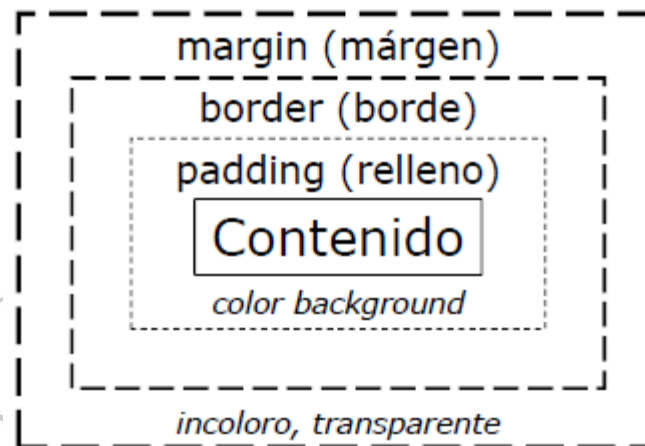 margin (márgen)
border (borde)
padding (relleno)
Contenido
color background
incoloro, transparente